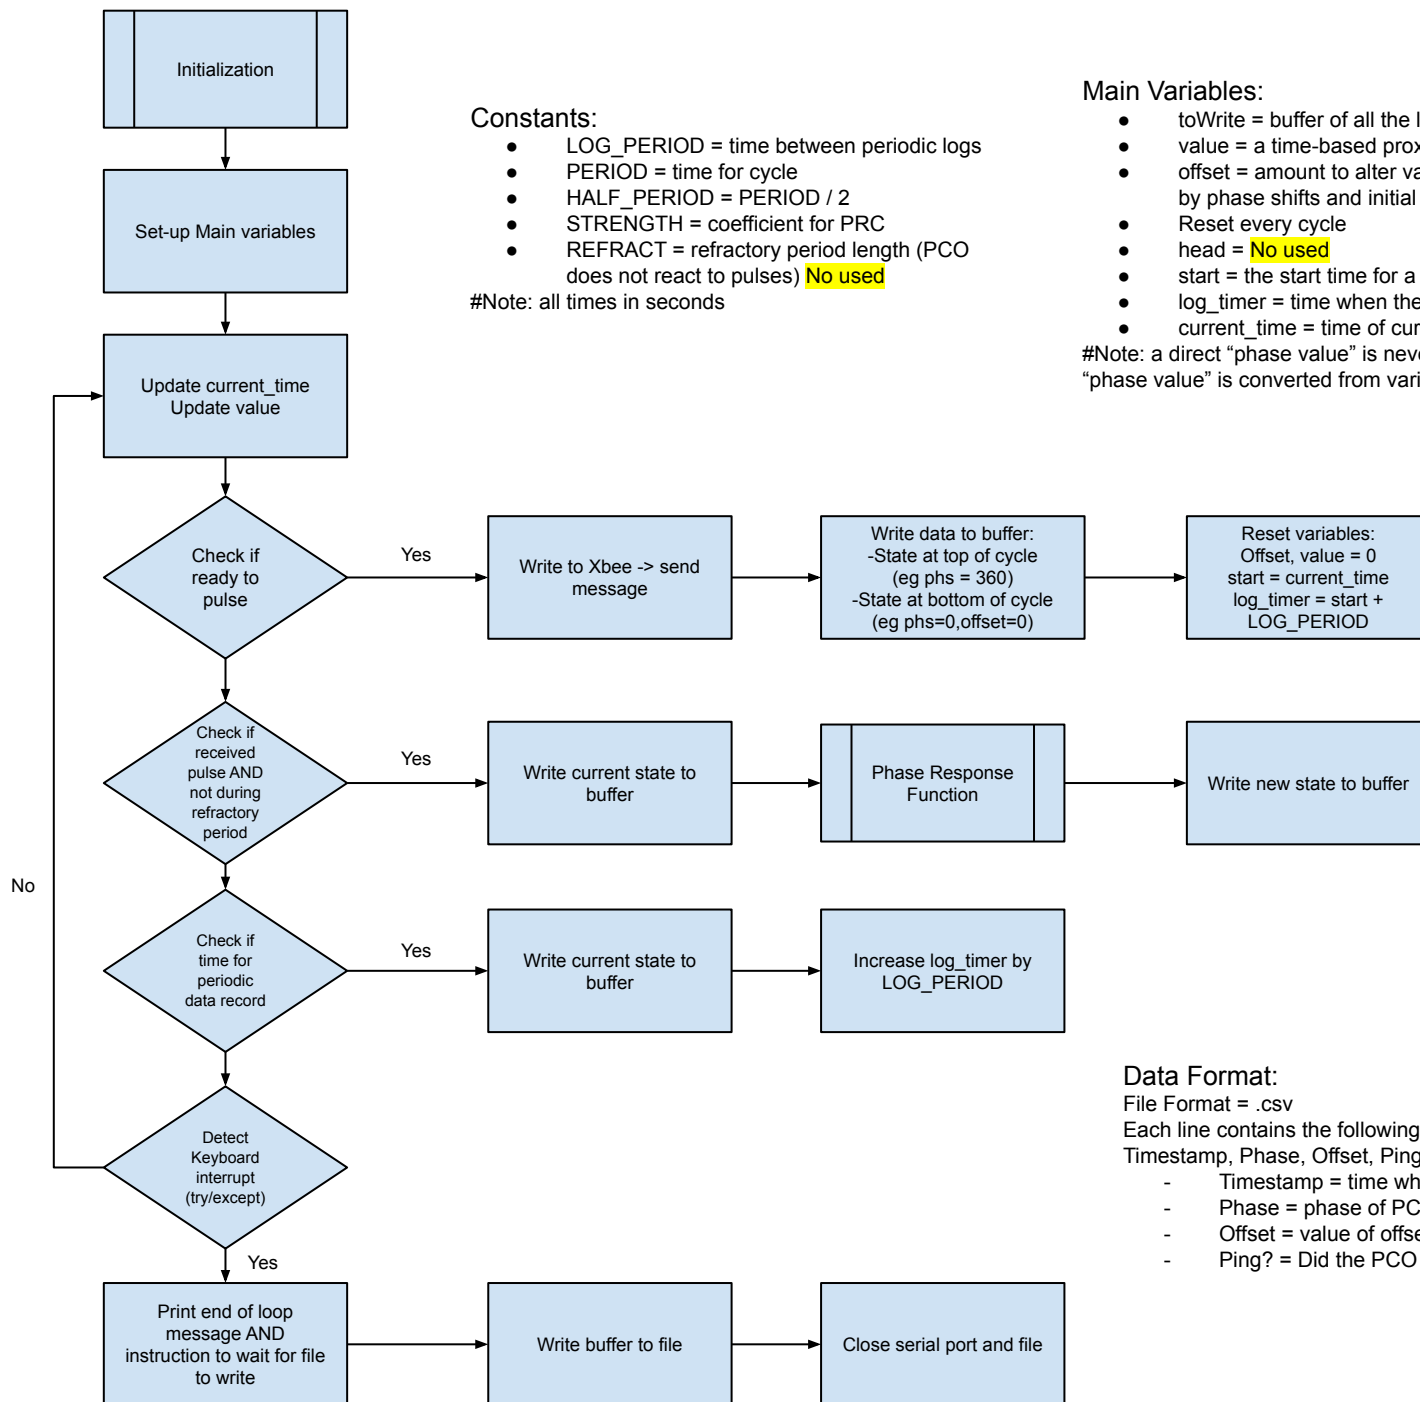 Initialization
Set-up Main variables
Update current_time
Update value
Check if
ready to
pulse
Yes
Write to Xbee -> send
message
Write data to buffer:
-State at top of cycle
(eg phs = 360)
-State at bottom of cycle
(eg phs=0,offset=0)
Reset variables:
Offset, value = 0
start = current_time
log_timer = start +
LOG_PERIOD
Check if
received
pulse AND
not during
refractory
period
Yes
Write current state to
buffer
Phase Response
Function
Write new state to buffer
No
Check if
time for
periodic
data record
Yes
Write current state to
buffer
Increase log_timer by
LOG_PERIOD
Detect
Keyboard
interrupt
(try/except)
Yes
Print end of loop
message AND
instruction to wait for file
to write
Write buffer to file
Close serial port and file
Constants:
● LOG_PERIOD = time between periodic logs
● PERIOD = time for cycle
● HALF_PERIOD = PERIOD / 2
● STRENGTH = coefficient for PRC
● REFRACT = refractory period length (PCO
does not react to pulses) No used
#Note: all times in seconds
Main Variables:
● toWrite = buffer of all the
● value = a time-based
● offset = amount to alter
by phase shifts and initial
● Reset every cycle
● head = No used
● start = the start time for a
● log_timer = time when the
● current_time = time of
#Note: a direct “phase value” is
“phase value” is converted from
Data Format:
File Format = .csv
Each line contains the following
Timestamp, Phase, Offset, Ping
- Timestamp = time
- Phase = phase of
- Offset = value of
- Ping? = Did the PCO